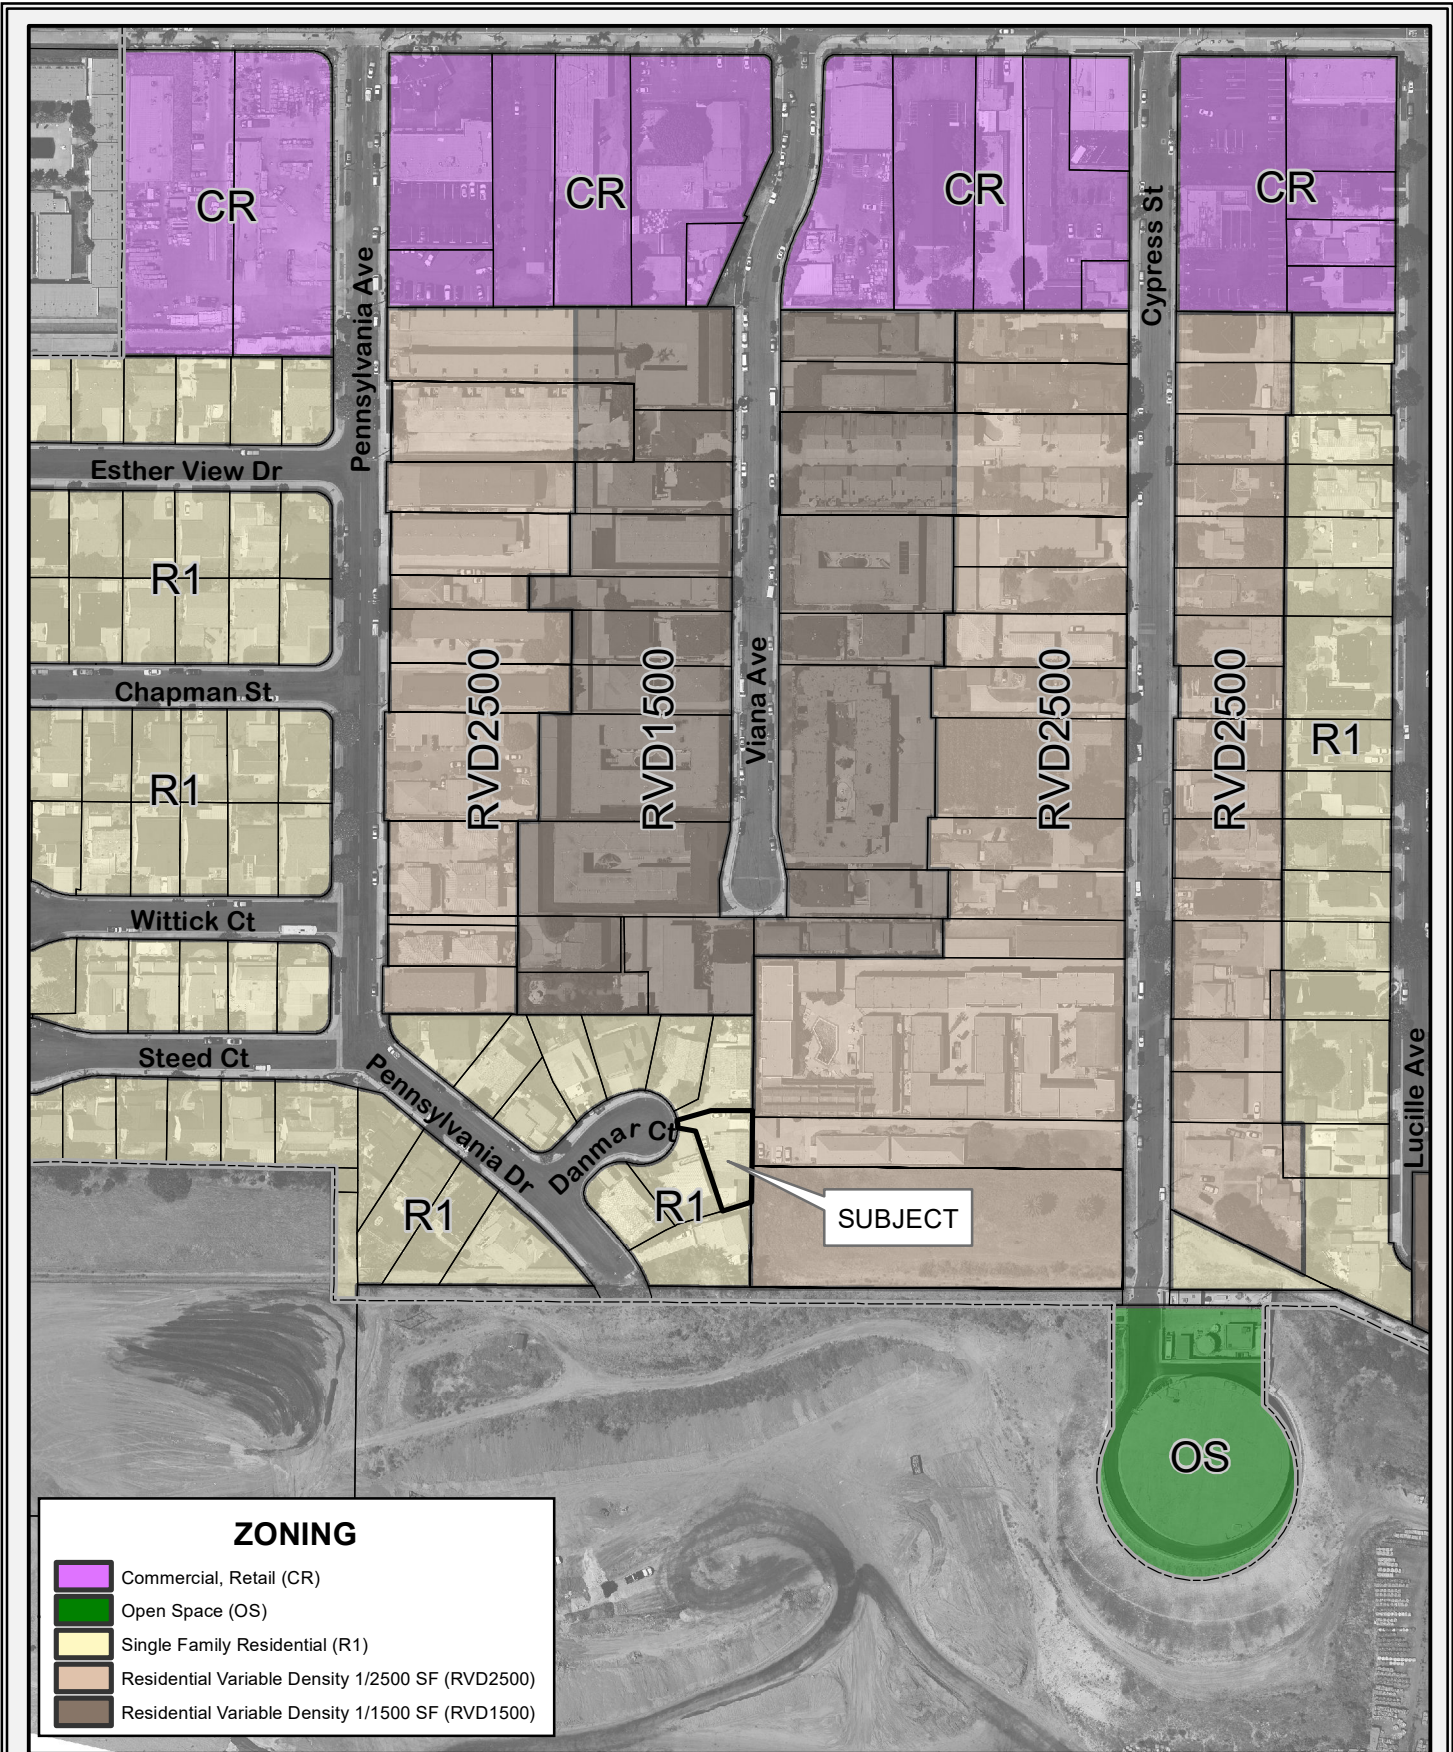 CR
CR
CR
CR
Pennsylvania Ave
Cypress St
Esther View Dr
R1
Chapman St
RVD2500
RVD1500
Viana Ave
RVD2500
RVD2500
R1
R1
Wittick Ct
Steed Ct
Pennsylvania Dr
Danmar Ct
Lucille Ave
R1
R1
SUBJECT
OS
ZONING
Commercial, Retail (CR)
Open Space (OS)
Single Family Residential (R1)
Residential Variable Density 1/2500 SF (RVD2500)
Residential Variable Density 1/1500 SF (RVD1500)